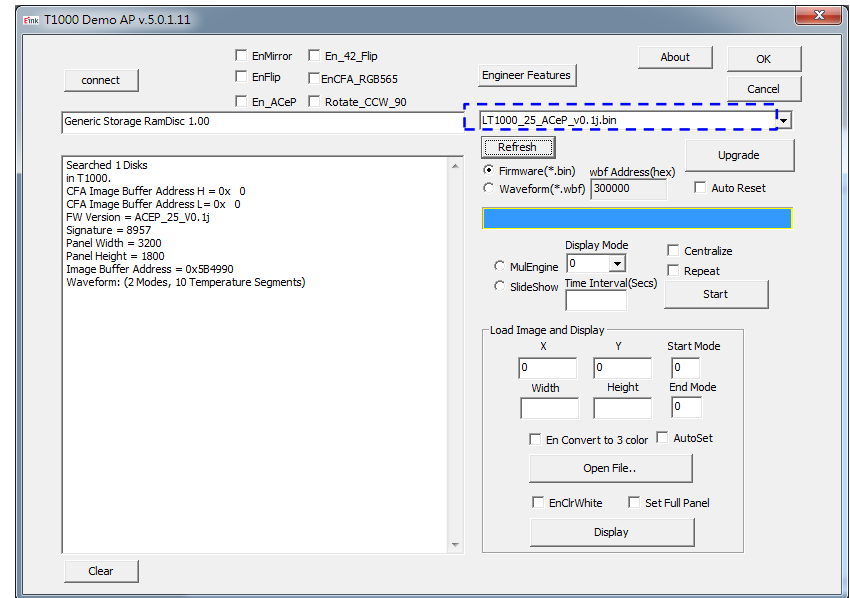 Eink T1000 Demo AP v.5.0.1.11
x
connect
EnMirror
En_42_Flip
EnFlip
EnCFA_RGB565
En_ACeP
Rotate_CCW_90
Engineer Features
About
OK
Cancel
Generic Storage RamDisc 1.00
LT1000_25_ACeP_v0.1j.bin
Refresh
Upgrade
Firmware(*.bin)
wbf Address(hex)
Waveform(*.wbf)
300000
Auto Reset
Searched 1 Disks
in T1000.
CFA Image Buffer Address H = 0x 0
CFA Image Buffer Address L= 0x 0
FW Version = ACEP_25_V0.1j
Signature = 8957
Panel Width = 3200
Panel Height = 1800
Image Buffer Address = 0x5B4990
Waveform: (2 Modes, 10 Temperature Segments)
Display Mode
MulEngine
0
Centralize
Repeat
SlideShow
Time Interval(Secs)
Start
Load Image and Display
X
Y
Start Mode
0
0
0
Width
Height
End Mode
0
En Convert to 3 color
AutoSet
Open File..
EnClrWhite
Set Full Panel
Display
Clear